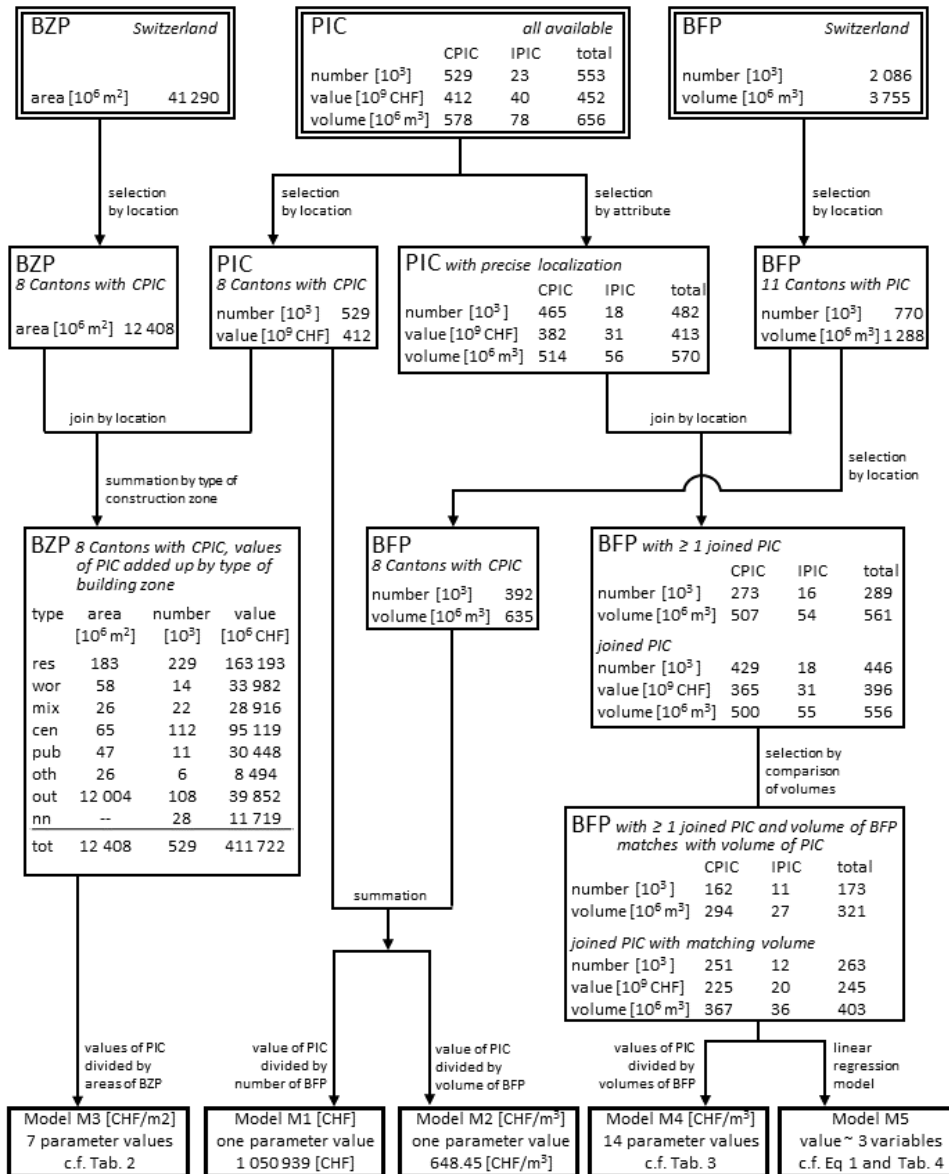 BZP Switzerland
area [10⁶ m²] 41 290
PIC all available
CPIC IPIC total
number [10³] 529 23 553
value [10⁹ CHF] 412 40 452
volume [10⁶ m³] 578 78 656
BFP Switzerland
number [10³] 2 086
volume [10⁶ m³] 3 755
selection
by location
selection
by location
selection
by attribute
selection
by location
BZP
8 Cantons with CPIC
area [10⁶ m²] 12 408
PIC
8 Cantons with CPIC
number [10³] 529
value [10⁹ CHF] 412
PIC with precise localization
CPIC IPIC total
number [10³] 465 18 482
value [10⁹ CHF] 382 31 413
volume [10⁶ m³] 514 56 570
BFP
11 Cantons with PIC
number [10³] 770
volume [10⁶ m³] 1 288
join by location
join by location
summation by type of
construction zone
selection
by location
BZP 8 Cantons with CPIC, values
of PIC added up by type of
building zone
type area number value
[10⁶ m²] [10³] [10⁶ CHF]
res 183 229 163 193
wor 58 14 33 982
mix 26 22 28 916
cen 65 112 95 119
pub 47 11 30 448
oth 26 6 8 494
out 12 004 108 39 852
nn -- 28 11 719
tot 12 408 529 411 722
BFP
8 Cantons with CPIC
number [10³] 392
volume [10⁶ m³] 635
BFP with ≥ 1 joined PIC
CPIC IPIC total
number [10³] 273 16 289
volume [10⁶ m³] 507 54 561
joined PIC
number [10³] 429 18 446
value [10⁹ CHF] 365 31 396
volume [10⁶ m³] 500 55 556
selection by
comparison
of volumes
BFP with ≥ 1 joined PIC and volume of BFP
matches with volume of PIC
CPIC IPIC total
number [10³] 162 11 173
volume [10⁶ m³] 294 27 321
joined PIC with matching volume
number [10³] 251 12 263
value [10⁹ CHF] 225 20 245
volume [10⁶ m³] 367 36 403
summation
values of PIC
divided by
areas of BZP
value of PIC
divided by
number of BFP
value of PIC
divided by
volume of BFP
values of PIC
divided by
volumes of BFP
linear
regression
model
Model M3 [CHF/m2]
7 parameter values
c.f. Tab. 2
Model M1 [CHF]
one parameter value
1 050 939 [CHF]
Model M2 [CHF/m³]
one parameter value
648.45 [CHF/m³]
Model M4 [CHF/m³]
14 parameter values
c.f. Tab. 3
Model M5
value ~ 3 variables
c.f. Eq 1 and Tab. 4